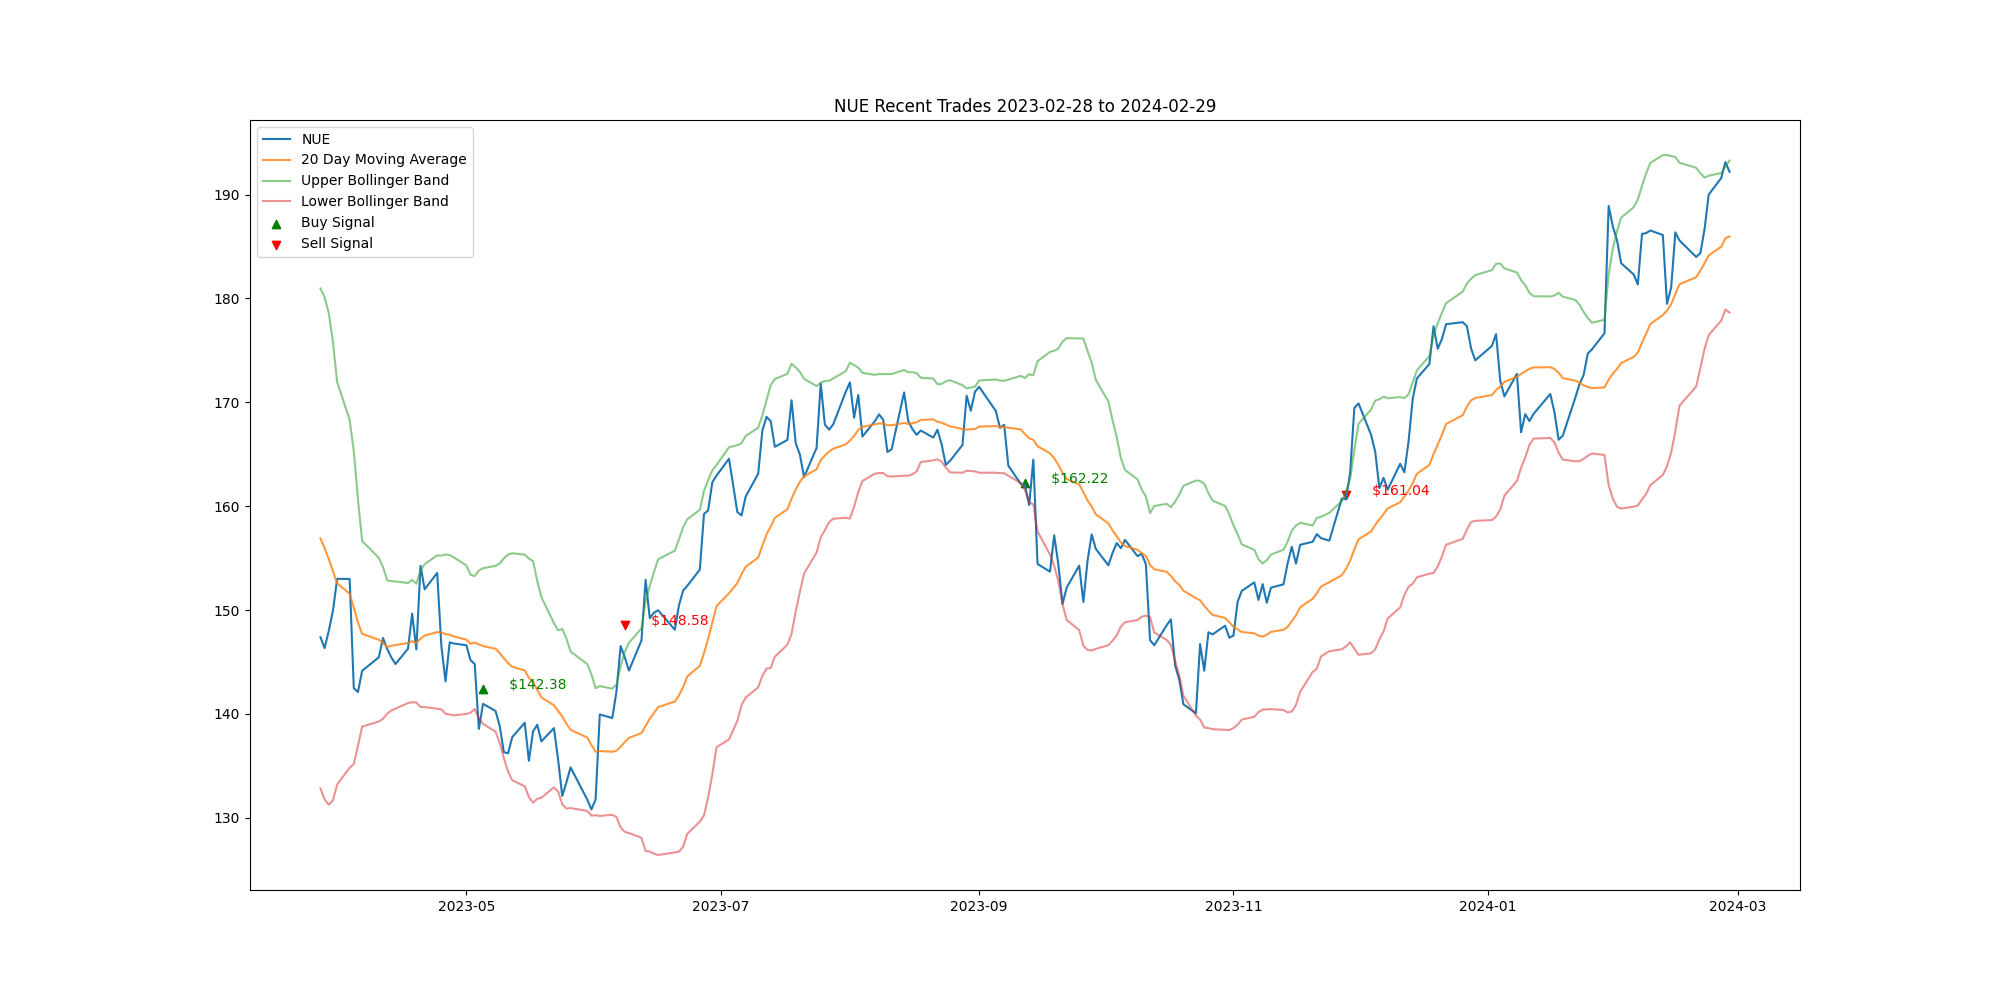 NUE Recent Trades 2023-02-28 to 2024-02-29
NUE
20 Day Moving Average
Upper Bollinger Band
Lower Bollinger Band
Buy Signal
Sell Signal
190
180
170
160
150
140
130
$162.22
$161.04
$148.58
$142.38
2023-05
2023-07
2023-09
2023-11
2024-01
2024-03